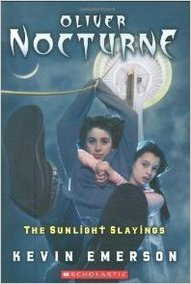 OLIVER
NOCTURNE
THE SUNLIGHT SLAYINGS
KEVIN EMERSON
SCHOLASTIC